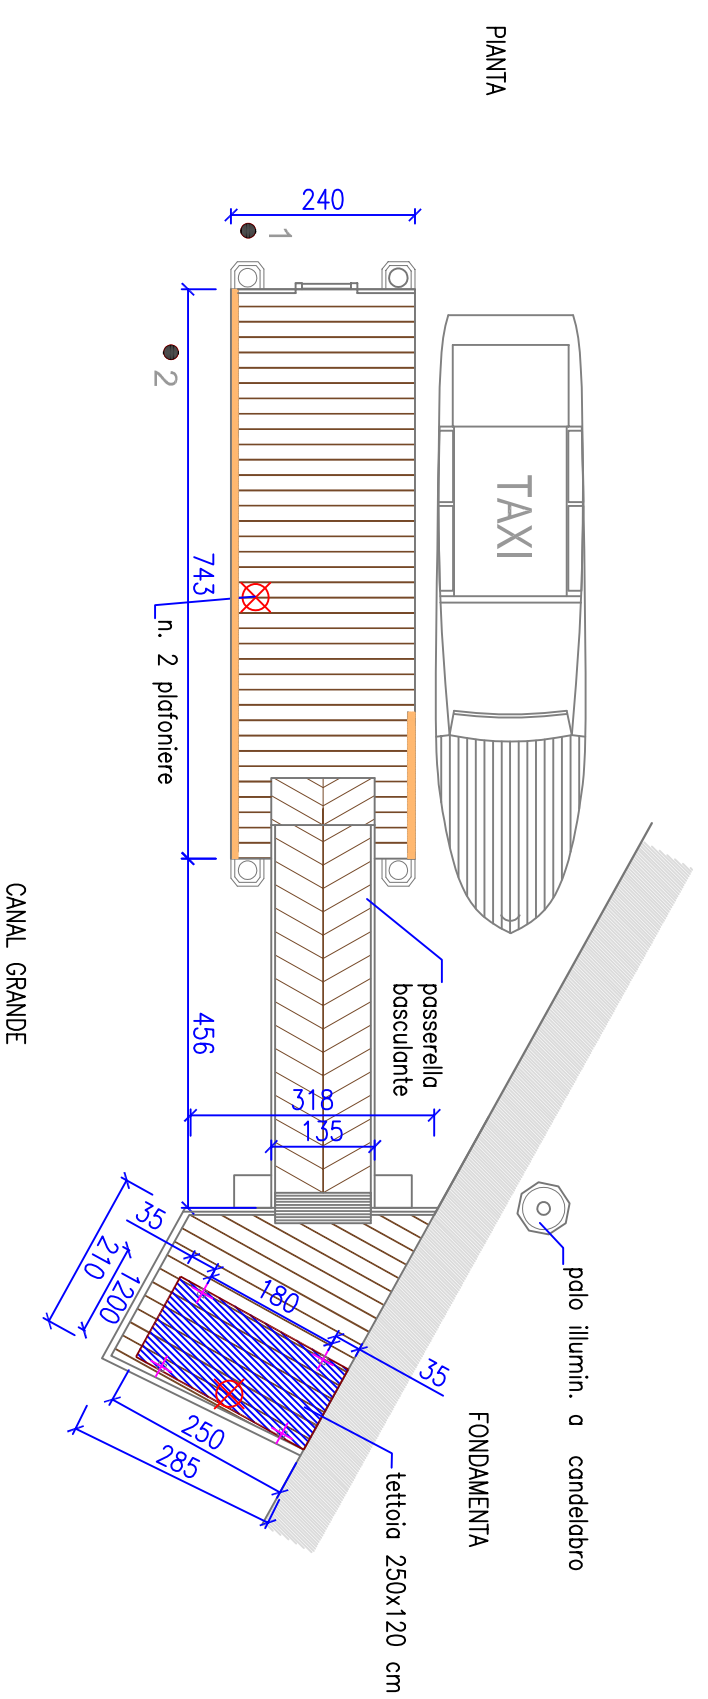 PIANTA
240
1
2
TAXI
743
n. 2 plafoniere
CANAL GRANDE
passerella
basculante
456
318
135
35
210
1200
180
35
250
285
palo illumin. a candelabro
FONDAMENTA
tettoia 250x120 cm